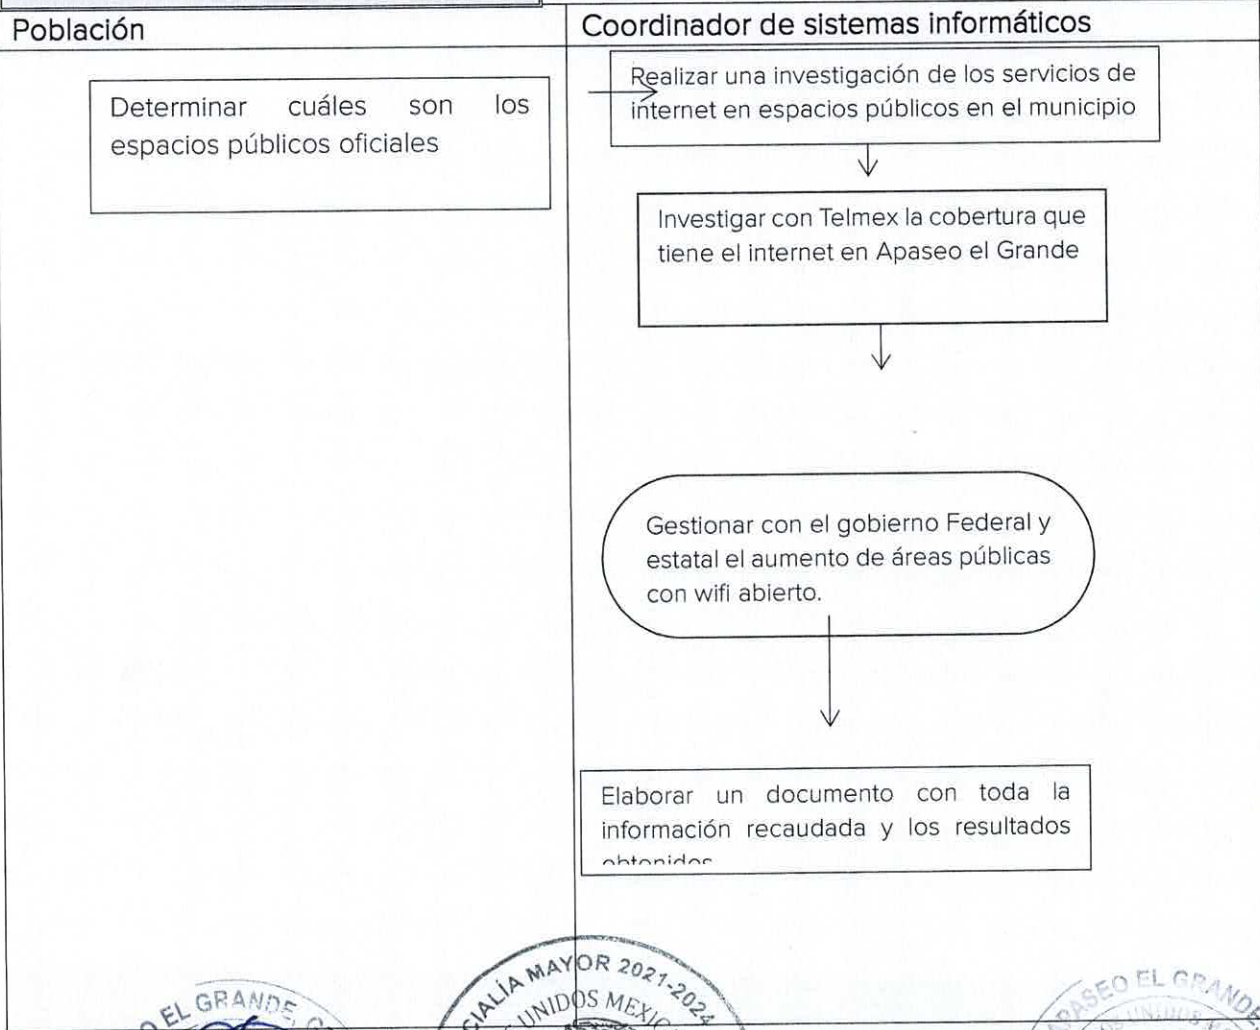 Población
Coordinador de sistemas informáticos
Determinar cuáles son los
espacios públicos oficiales
Realizar una investigación de los servicios de
internet en espacios públicos en el municipio
Investigar con Telmex la cobertura que
tiene el internet en Apaseo el Grande
Gestionar con el gobierno Federal y
estatal el aumento de áreas públicas
con wifi abierto.
Elaborar un documento con toda la
información recaudada y los resultados
obtenidos
EL GRANDE,
MAYOR 2021-2024
UNIDOS
EL GRANDE
UNIDOS